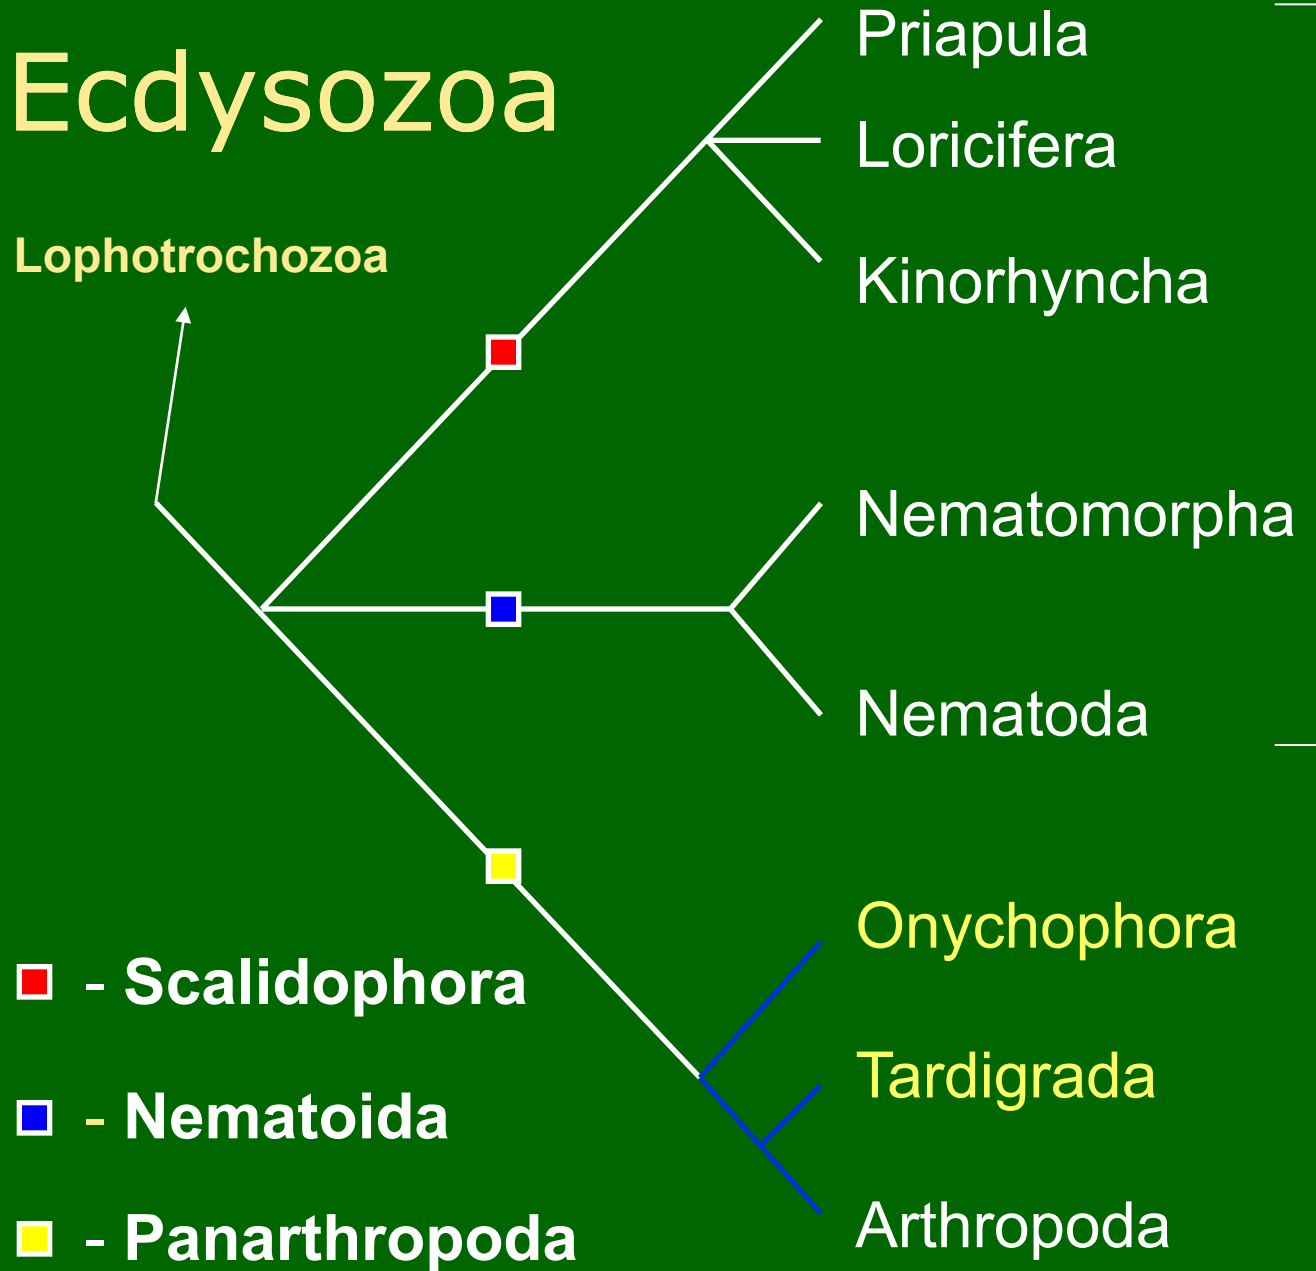 Ecdysozoa
Lophotrochozoa
Priapula
Loricifera
Kinorhyncha
Nematomorpha
Nematoda
Onychophora
Tardigrada
Arthropoda
- Scalidophora
- Nematoida
- Panarthropoda